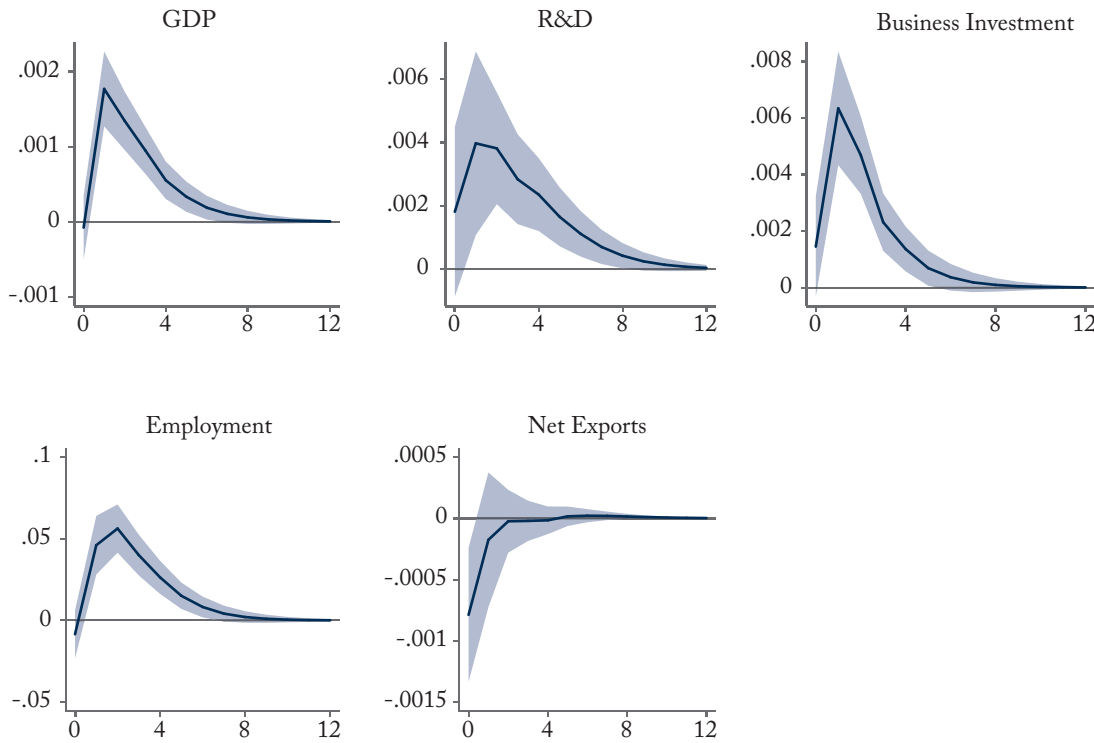 GDP
.002
.001
0
-.001
0 4 8 12
R&D
.006
.004
.002
0
0 4 8 12
Business Investment
.008
.006
.004
.002
0
0 4 8 12
Employment
.1
.05
0
-.05
0 4 8 12
Net Exports
.0005
0
-.0005
-.001
-.0015
0 4 8 12